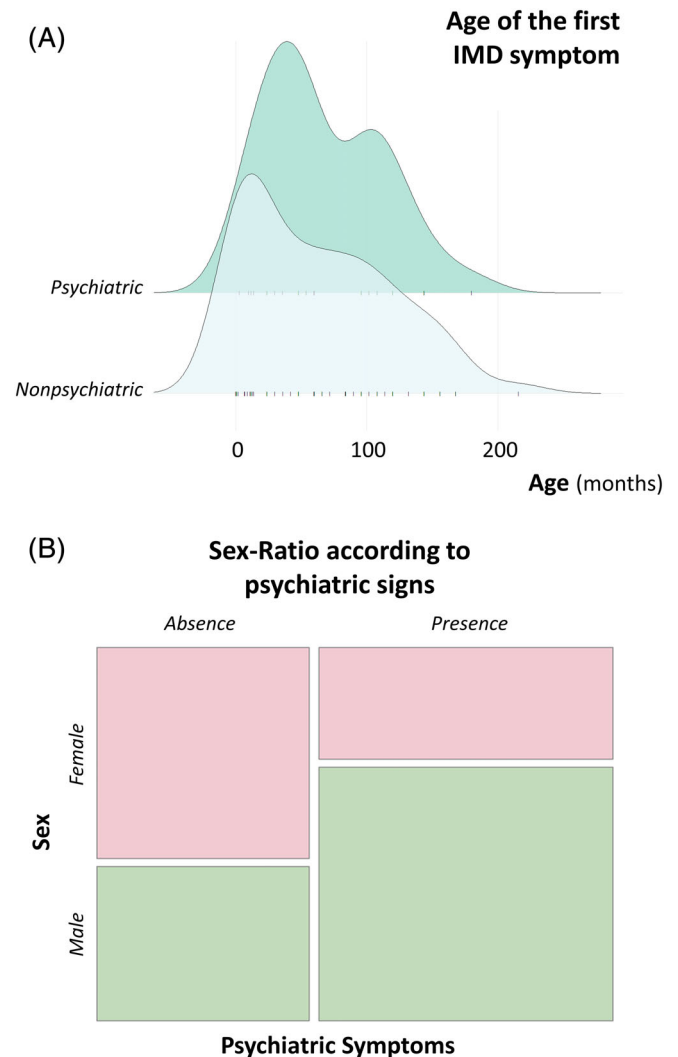 (A)
Age of the first
IMD symptom
Psychiatric
Nonpsychiatric
0 100 200
Age (months)
(B)
Sex-Ratio according to
psychiatric signs
Absence Presence
Female
Sex
Male
Psychiatric Symptoms